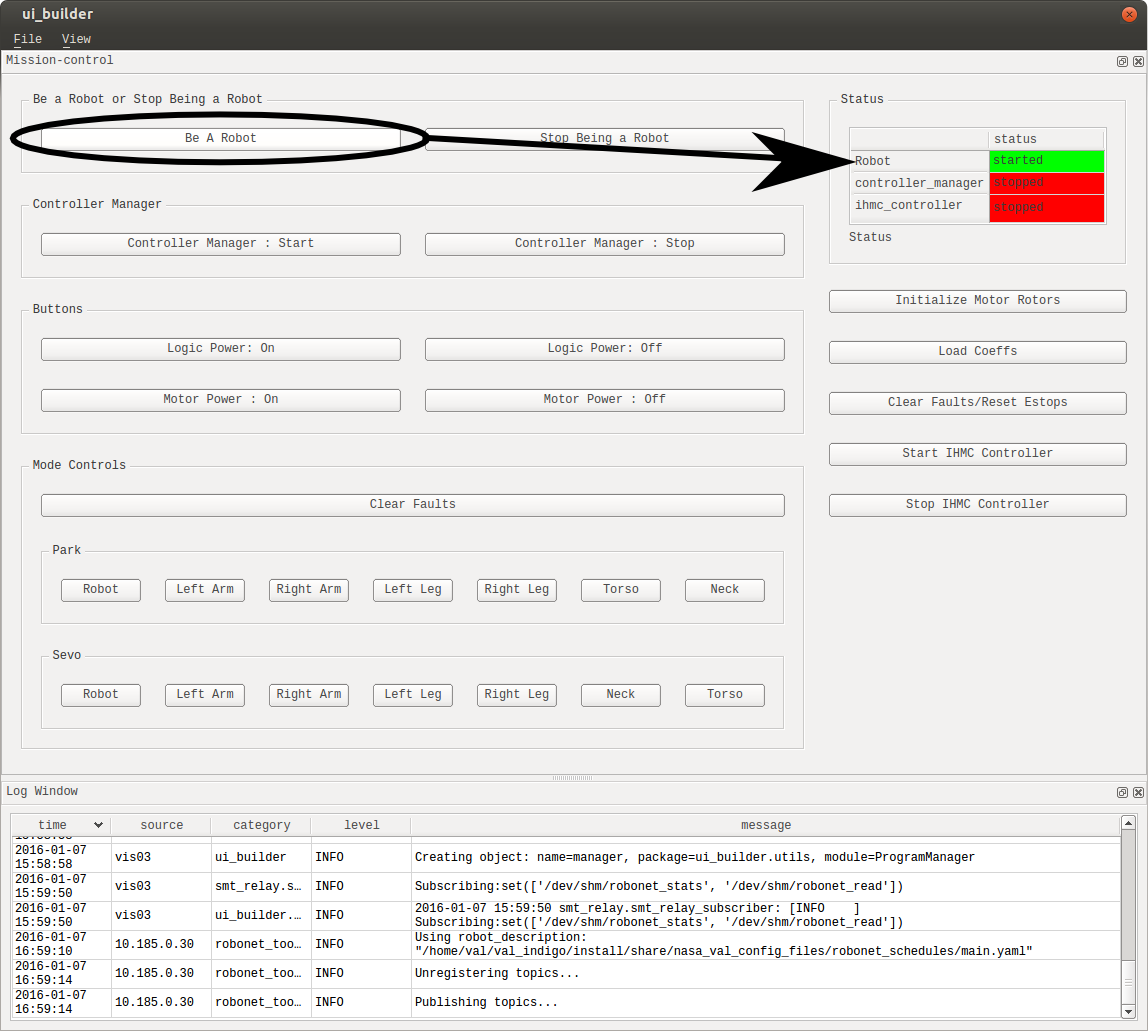 ui_builder
File View
Mission-control
Be a Robot or Stop Being a Robot
Be A Robot Stop Being a Robot
Controller Manager
Controller Manager : Start Controller Manager : Stop
Buttons
Logic Power: On Logic Power: Off
Motor Power : On Motor Power : Off
Mode Controls
Clear Faults
Park
Robot Left Arm Right Arm Left Leg Right Leg Torso Neck
Sevo
Robot Left Arm Right Arm Left Leg Right Leg Neck Torso
Status
status
Robot started
controller_manager stopped
ihmc_controller stopped
Status
Initialize Motor Rotors
Load Coeffs
Clear Faults/Reset Estops
Start IHMC Controller
Stop IHMC Controller
Log Window
time source category level message
2016-01-07
15:58:58 vis03 ui_builder INFO Creating object: name=manager, package=ui_builder.utils, module=ProgramManager
2016-01-07
15:59:50 vis03 smt_relay.s... INFO Subscribing:set(['/dev/shm/robonet_stats', '/dev/shm/robonet_read'])
2016-01-07 2016-01-07 15:59:50 smt_relay.smt_relay_subscriber: [INFO    ]
15:59:50 vis03 ui_builder.... INFO Subscribing:set(['/dev/shm/robonet_stats', '/dev/shm/robonet_read'])
2016-01-07 Using robot_description:
16:59:10 10.185.0.30 robonet_too... INFO "/home/val/val_indigo/install/share/nasa_val_config_files/robonet_schedules/main.yaml"
2016-01-07
16:59:14 10.185.0.30 robonet_too... INFO Unregistering topics...
2016-01-07
16:59:14 10.185.0.30 robonet_too... INFO Publishing topics...